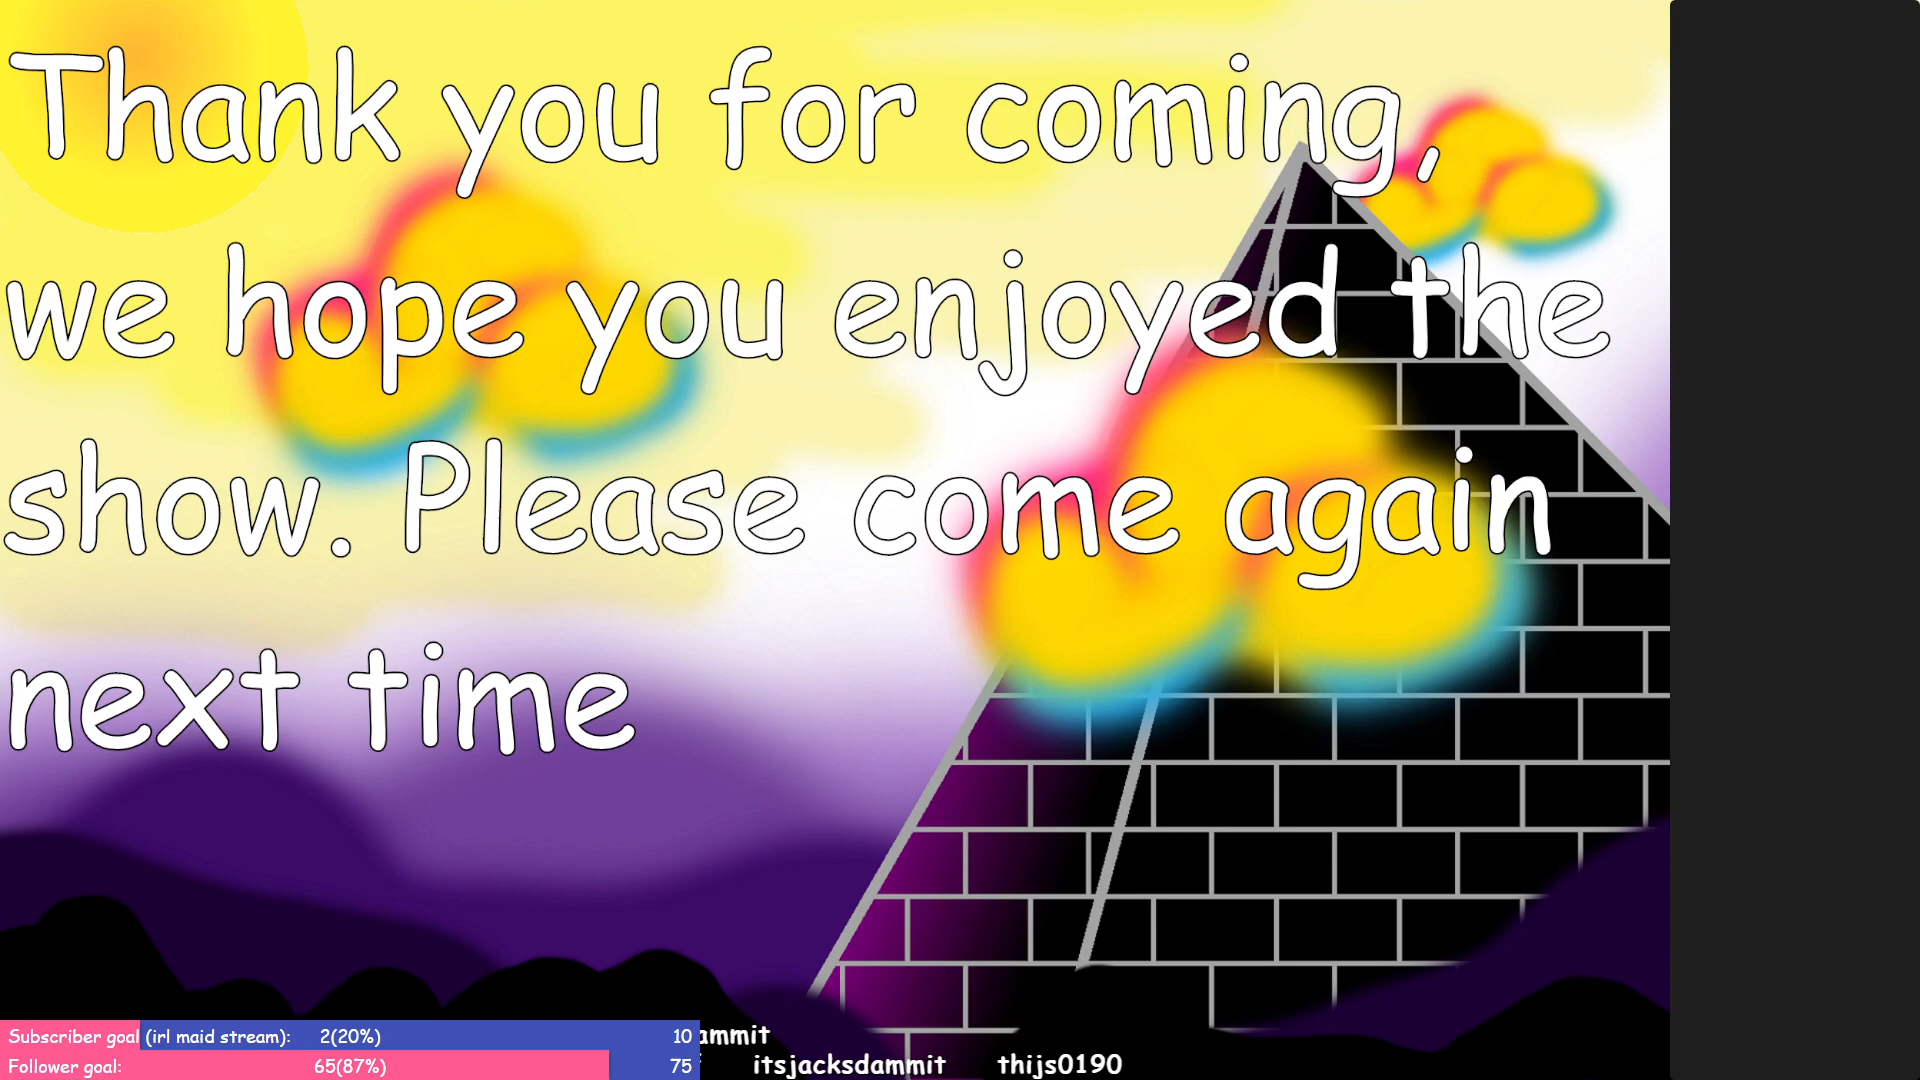 Thank you for coming,
we hope you enjoyed the
show. Please come again
next time
Subscriber goal (irl maid stream): 2(20%) 10
ammit
Follower goal: 65(87%) 75
itsjacksdammit thijs0190